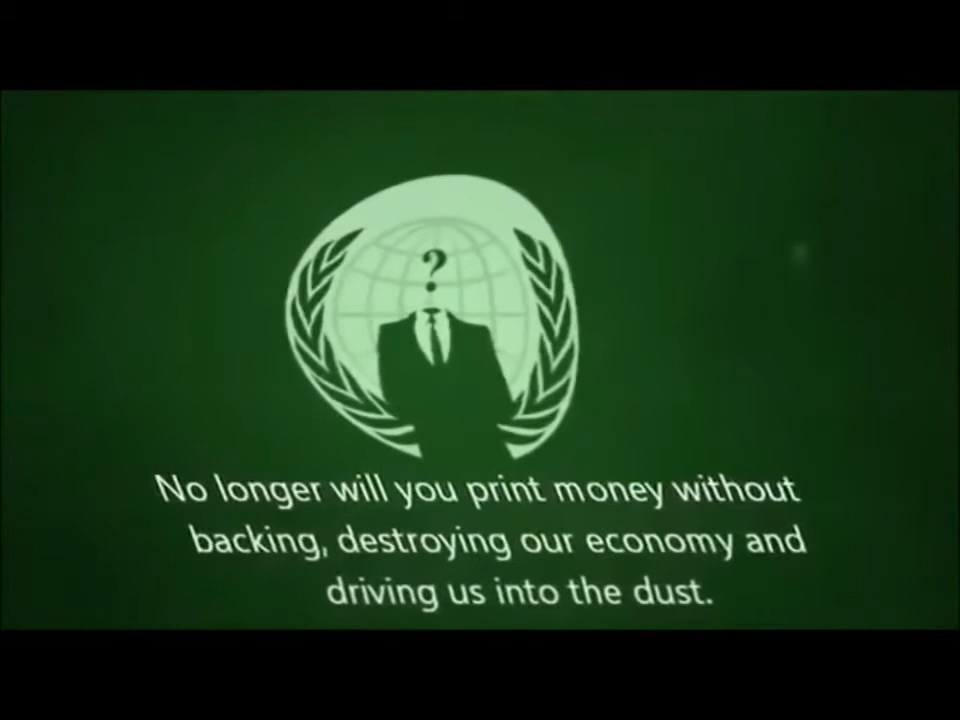 ?
No longer will you print money without
backing, destroying our economy and
driving us into the dust.